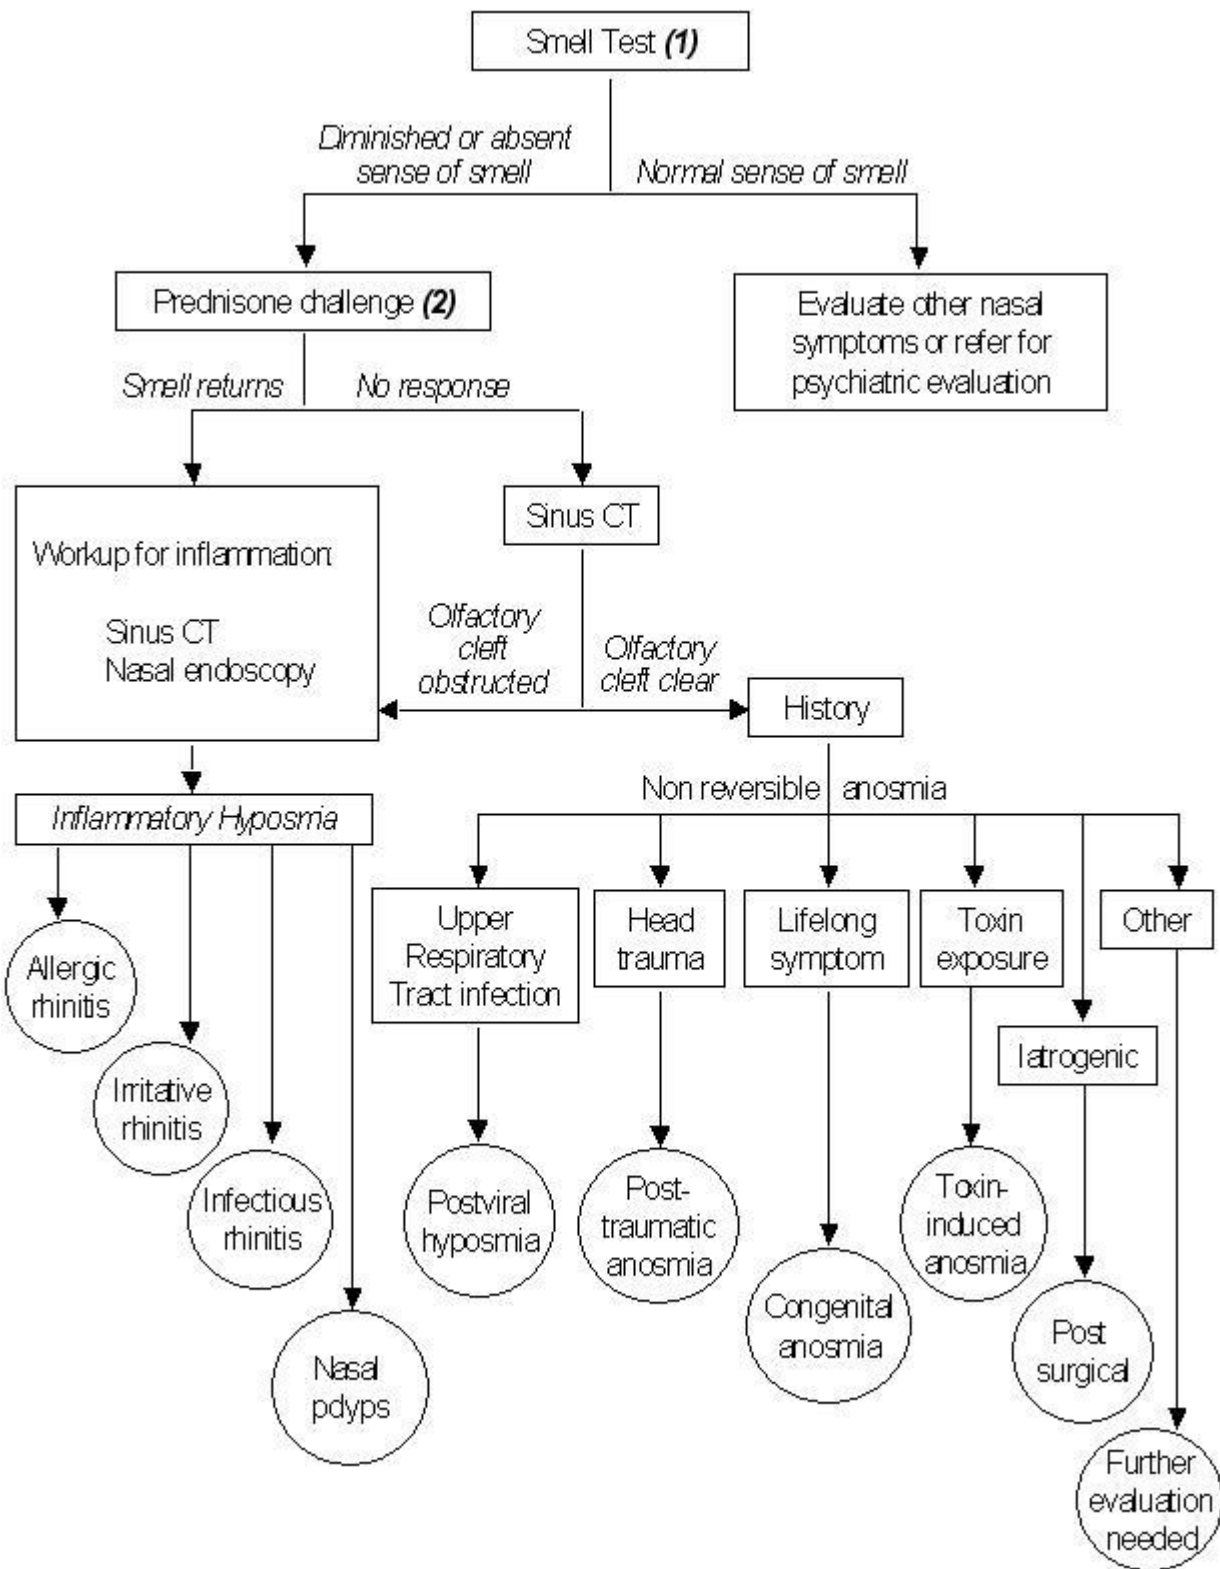 Smell Test (1)
Diminished or absent
sense of smell
Normal sense of smell
Prednisone challenge (2)
Evaluate other nasal
symptoms or refer for
psychiatric evaluation
Smell returns
No response
Workup for inflammation:
Sinus CT
Nasal endoscopy
Sinus CT
Olfactory
cleft
obstructed
Olfactory
cleft clear
History
Non reversible anosmia
Inflammatory Hyposmia
Upper
Respiratory
Tract infection
Head
trauma
Lifelong
symptom
Toxin
exposure
Other
Iatrogenic
Allergic
rhinitis
Irritative
rhinitis
Infectious
rhinitis
Nasal
pdyps
Postviral
hyposmia
Post-
traumatic
anosmia
Congenital
anosmia
Toxin-
induced
anosmia
Post
surgical
Further
evaluation
needed